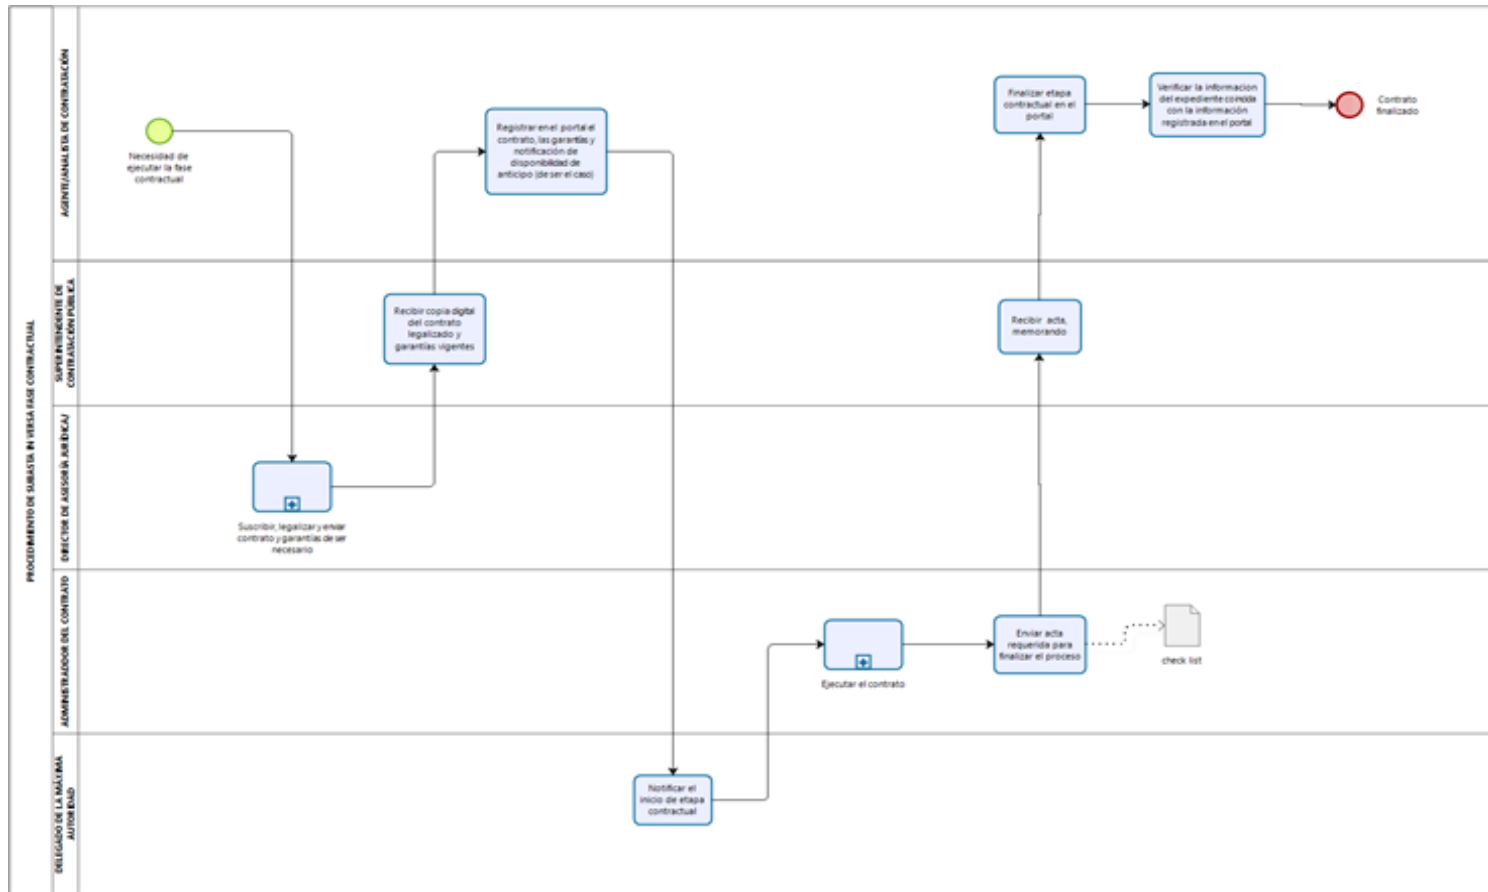 PROCEDIMIENTO DE SUBASTA INVERSA FASE CONTRACTUAL
AGENTE/ANALISTA DE CONTRATACIÓN
Necesidad de
ejecutar la fase
contractual
Registrar en el portal el
contrato, las garantías y
notificación de
disponibilidad de
anticipo (de ser el caso)
Finalizar etapa
contractual en el
portal
Verificar la informacion
del expediente coincida
con la información
registrada en el portal
Contrato
finalizado
SUPERINTENDENTE DE
CONTRATACIÓN PÚBLICA
Recibir copia digital
del contrato
legalizado y
garantías vigentes
Recibir acta,
memorando
DIRECTOR DE ASESORÍA JURÍDICA/
Suscribir, legalizar y enviar
contrato y garantías de ser
necesario
ADMINISTRADOR DEL CONTRATO
Ejecutar el contrato
Enviar acta
requerida para
finalizar el proceso
check list
DELEGADO DE LA MÁXIMA
AUTORIDAD
Notificar el
inicio de etapa
contractual